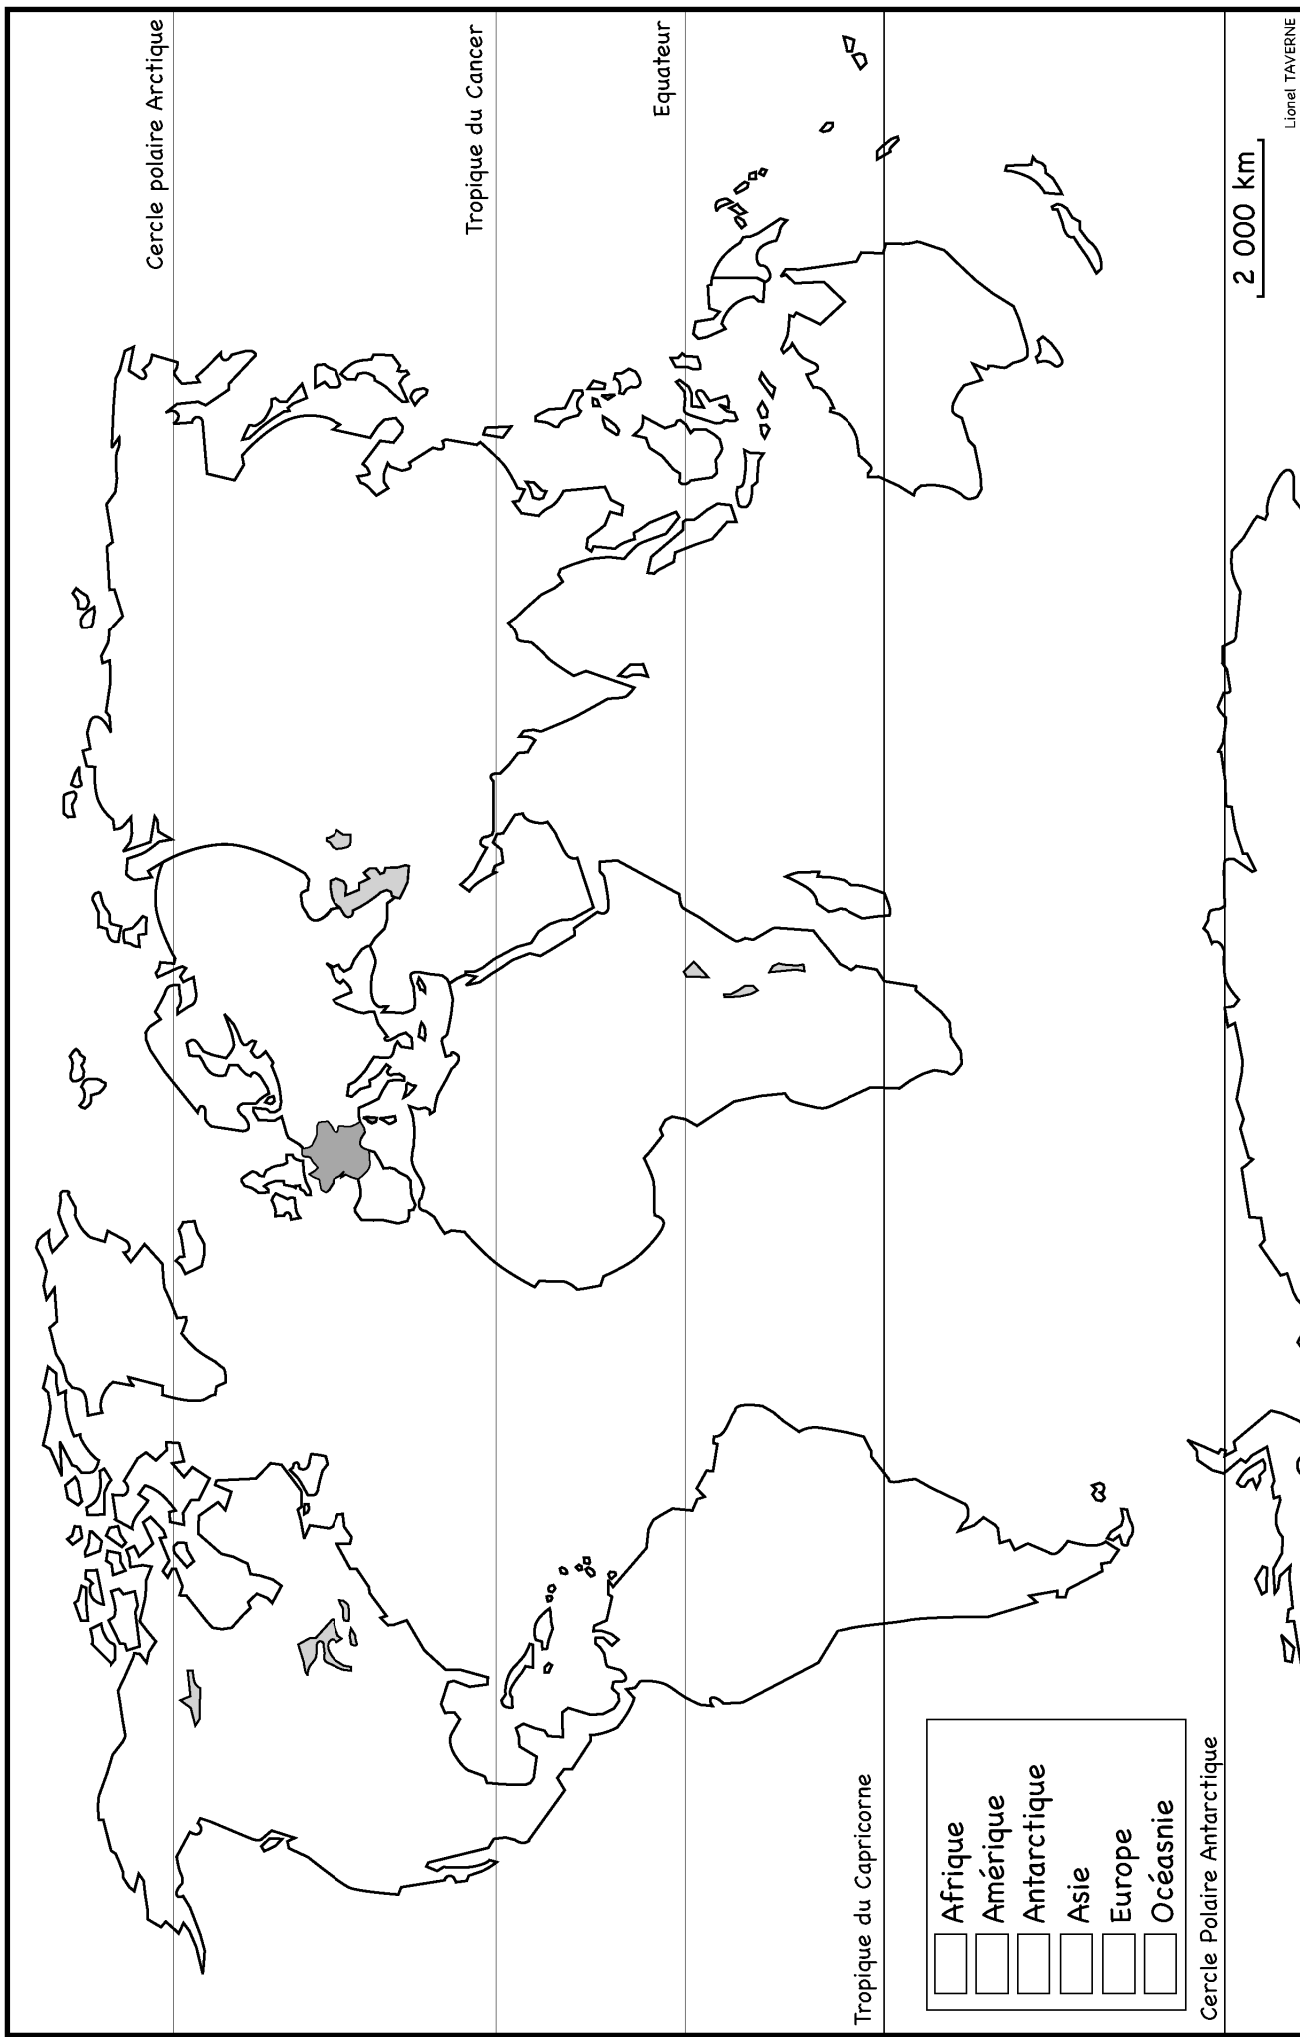 Cercle polaire Arctique
Tropique du Cancer
Equateur
Tropique du Capricorne
Afrique
Amérique
Antarctique
Asie
Europe
Océasnie
Cercle Polaire Antarctique
2 000 km
Lionel TAVERNE